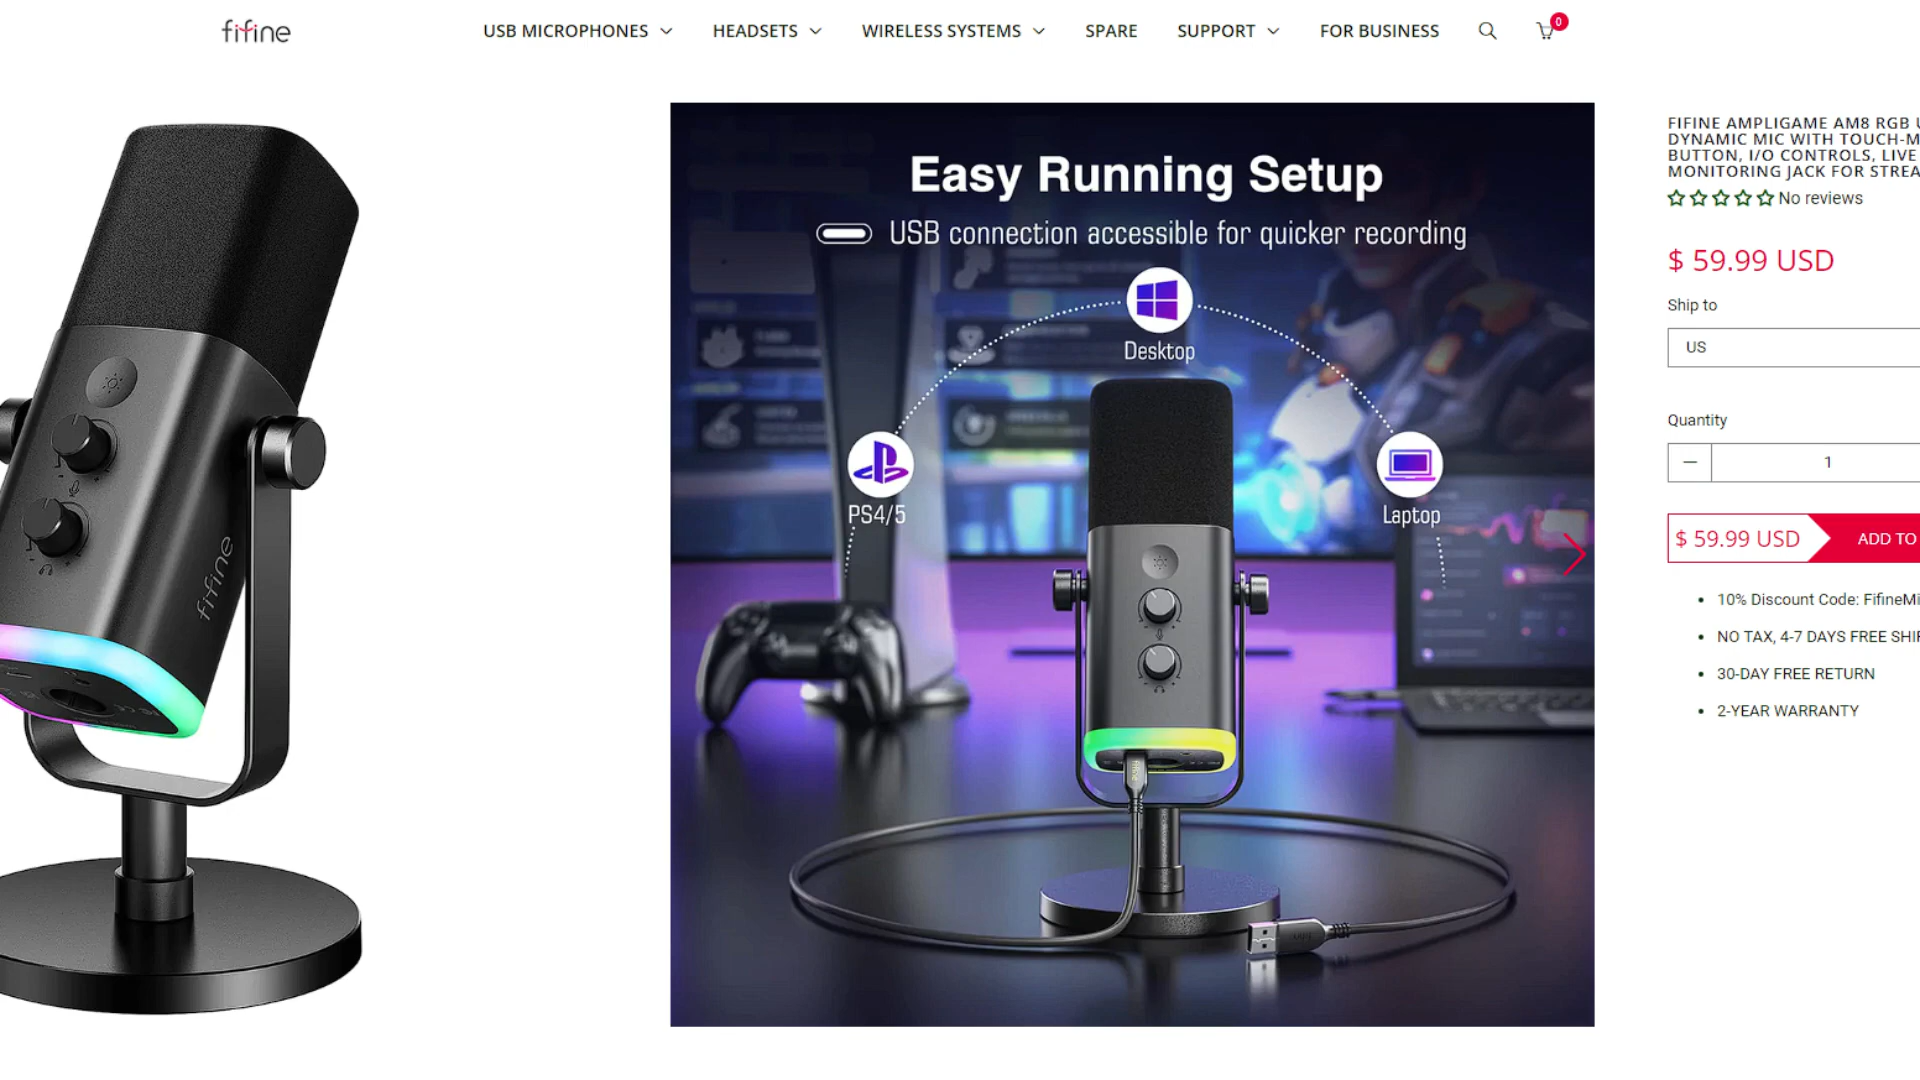 fifine
USB MICROPHONES
HEADSETS
WIRELESS SYSTEMS
SPARE
SUPPORT
FOR BUSINESS
0
fifine
Easy Running Setup
USB connection accessible for quicker recording
Desktop
PS4/5
Laptop
fifine
FIFINE AMPLIGAME AM8 RGB
DYNAMIC MIC WITH TOUCH-M
BUTTON, I/O CONTROLS, LIVE
MONITORING JACK FOR STREA
No reviews
$ 59.99 USD
Ship to
US
Quantity
1
$ 59.99 USD
ADD TO
10% Discount Code: FifineMi
NO TAX, 4-7 DAYS FREE SHI
30-DAY FREE RETURN
2-YEAR WARRANTY